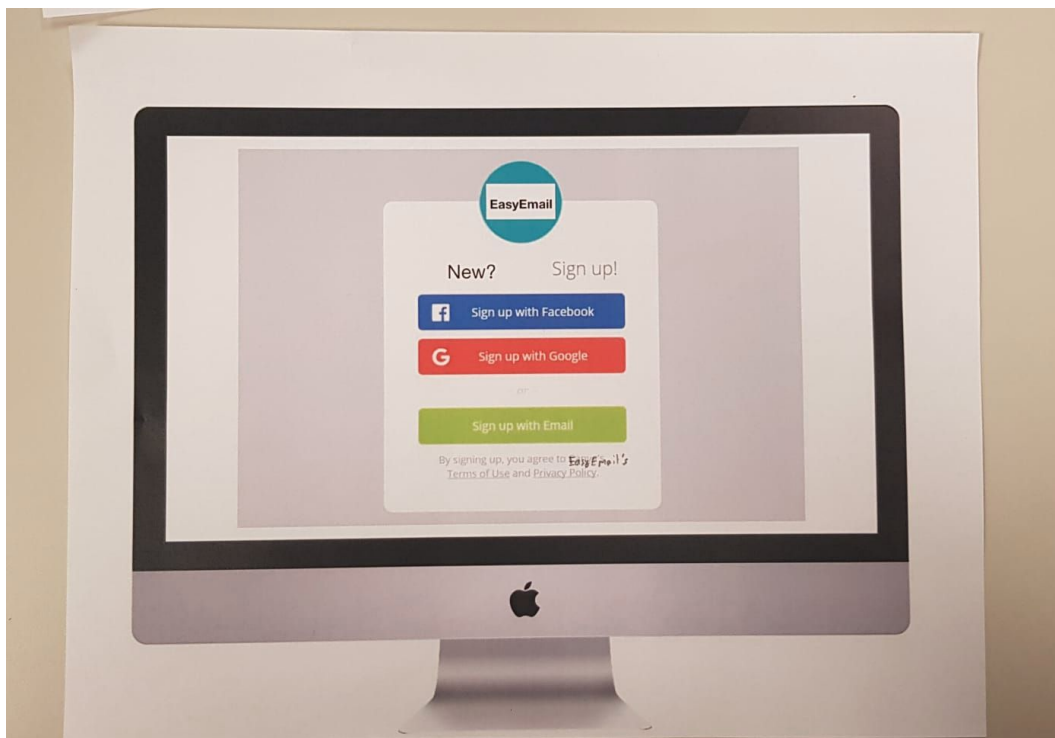 EasyEmail
New? Sign up!
Sign up with Facebook
G Sign up with Google
or
Sign up with Email
By signing up, you agree to EasyEmail's
Terms of Use and Privacy Policy.